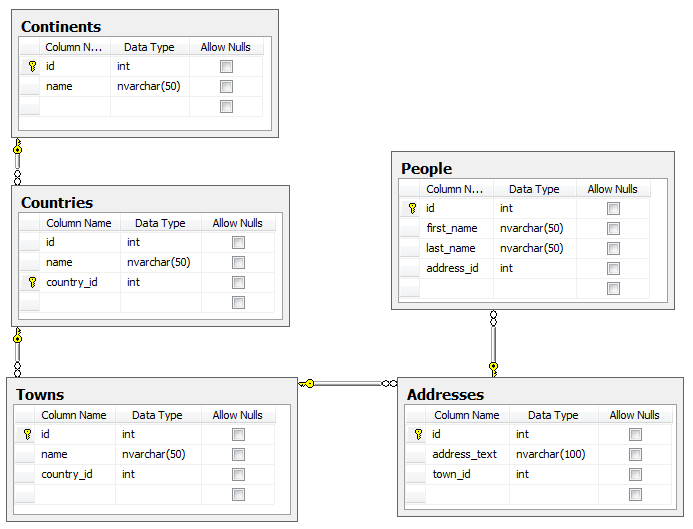 Continents
Column N... Data Type Allow Nulls
id int
name nvarchar(50)
Countries
Column Name Data Type Allow Nulls
id int
name nvarchar(50)
country_id int
Towns
Column Name Data Type Allow Nulls
id int
name nvarchar(50)
country_id int
People
Column N... Data Type Allow Nulls
id int
first_name nvarchar(50)
last_name nvarchar(50)
address_id int
Addresses
Column Name Data Type Allow Nulls
id int
address_text nvarchar(100)
town_id int